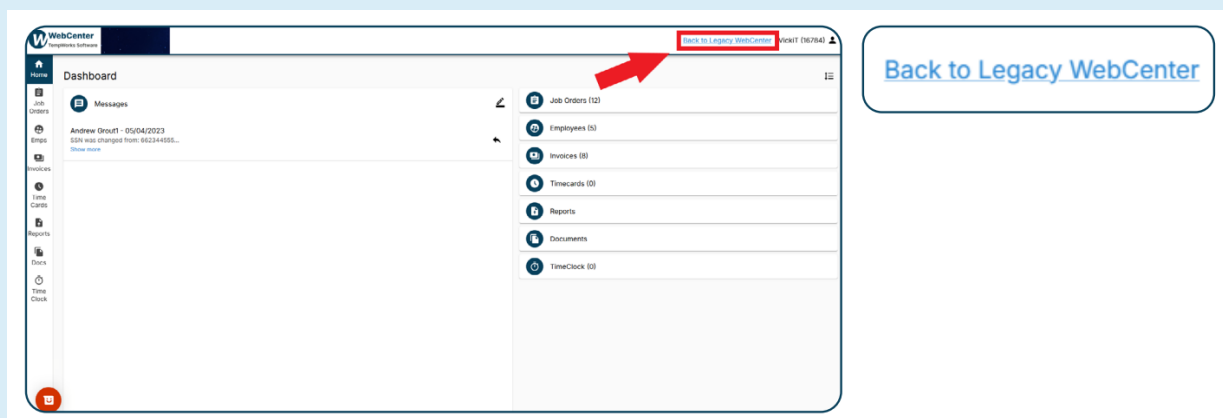 WebCenter
TempWorks Software
Back to Legacy WebCenter
VickiT (16784)
Home
Job
Orders
Emps
Invoices
Time
Cards
Reports
Docs
Time
Clock
Dashboard
Messages
Andrew Grout1 - 05/04/2023
SSN was changed from: 662344555...
Show more
Job Orders (12)
Employees (5)
Invoices (8)
Timecards (0)
Reports
Documents
TimeClock (0)
Back to Legacy WebCenter